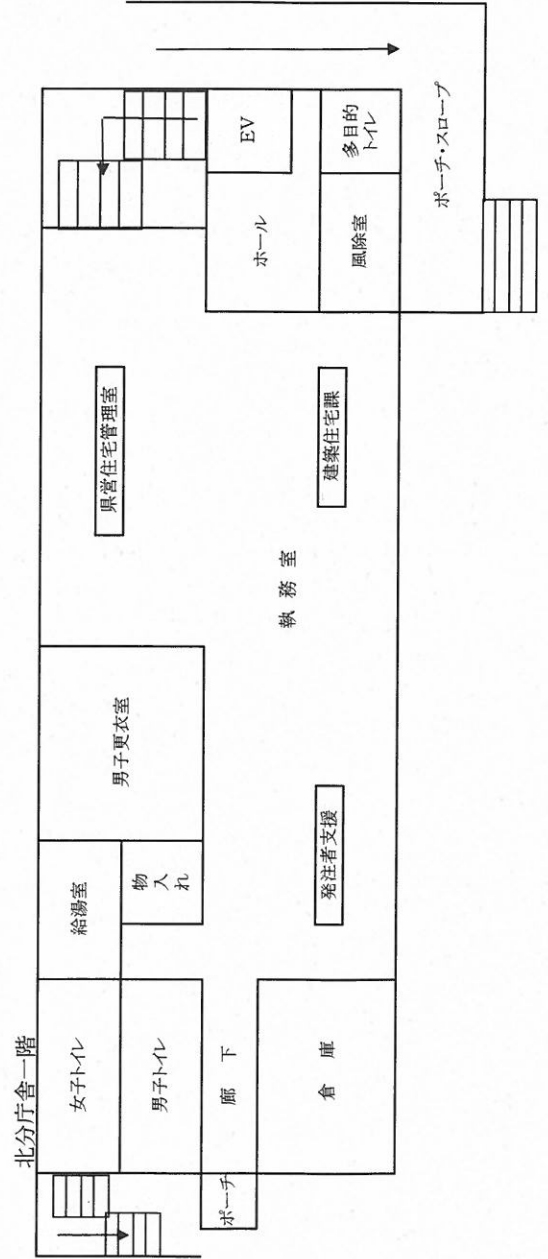 北分庁舎一階
女子トイレ
給湯室
男子更衣室
県営住宅管理室
男子トイレ
物入れ
EV
ホール
ポーチ
廊　下
執 務 室
倉　庫
発注者支援
建築住宅課
風除室
多目的
トイレ
ポーチ・スロープ